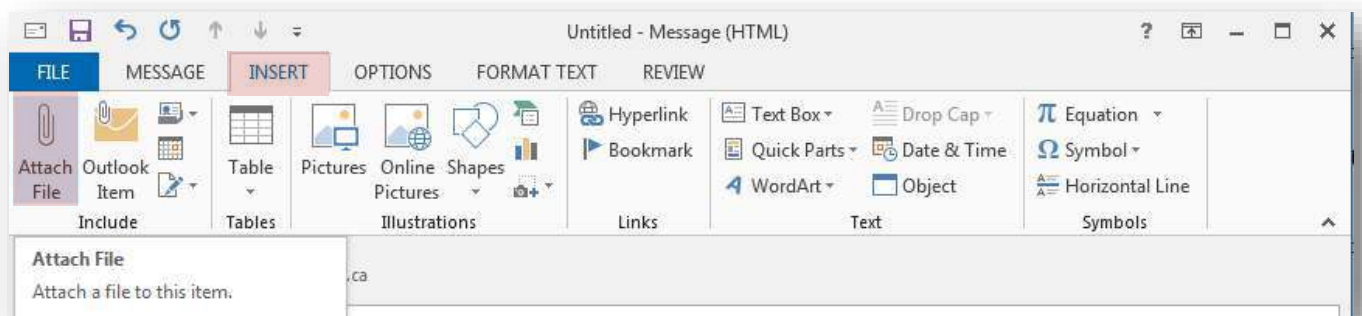 Untitled - Message (HTML)
FILE MESSAGE INSERT OPTIONS FORMAT TEXT REVIEW
Attach File
Outlook Item
Include
Table
Tables
Pictures
Online Pictures
Shapes
Illustrations
Hyperlink
Bookmark
Links
Text Box
Quick Parts
WordArt
Drop Cap
Date & Time
Object
Text
π Equation
Ω Symbol
Horizontal Line
Symbols
Attach File
Attach a file to this item.
.ca